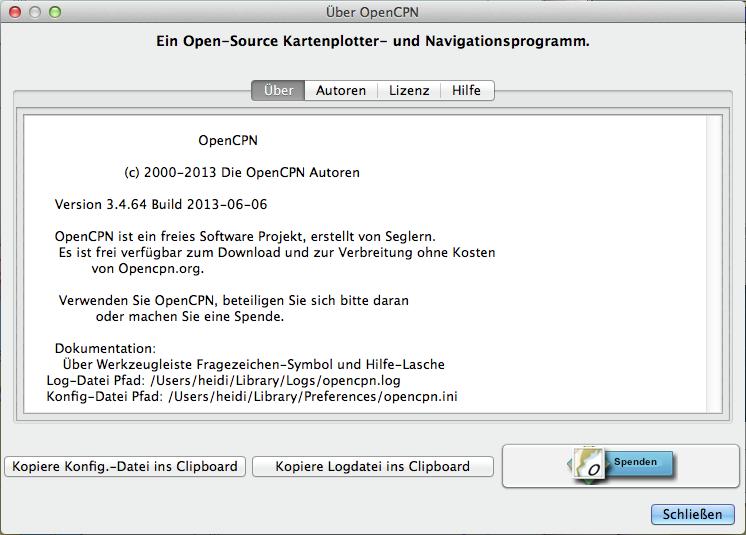 Über OpenCPN
Ein Open-Source Kartenplotter- und Navigationsprogramm.
Über Autoren Lizenz Hilfe
OpenCPN
(c) 2000-2013 Die OpenCPN Autoren
Version 3.4.64 Build 2013-06-06
OpenCPN ist ein freies Software Projekt, erstellt von Seglern.
Es ist frei verfügbar zum Download und zur Verbreitung ohne Kosten
von Opencpn.org.
Verwenden Sie OpenCPN, beteiligen Sie sich bitte daran
oder machen Sie eine Spende.
Dokumentation:
Über Werkzeugleiste Fragezeichen-Symbol und Hilfe-Lasche
Log-Datei Pfad: /Users/heidi/Library/Logs/opencpn.log
Konfig-Datei Pfad: /Users/heidi/Library/Preferences/opencpn.ini
Kopiere Konfig.-Datei ins Clipboard Kopiere Logdatei ins Clipboard Spenden
Schließen